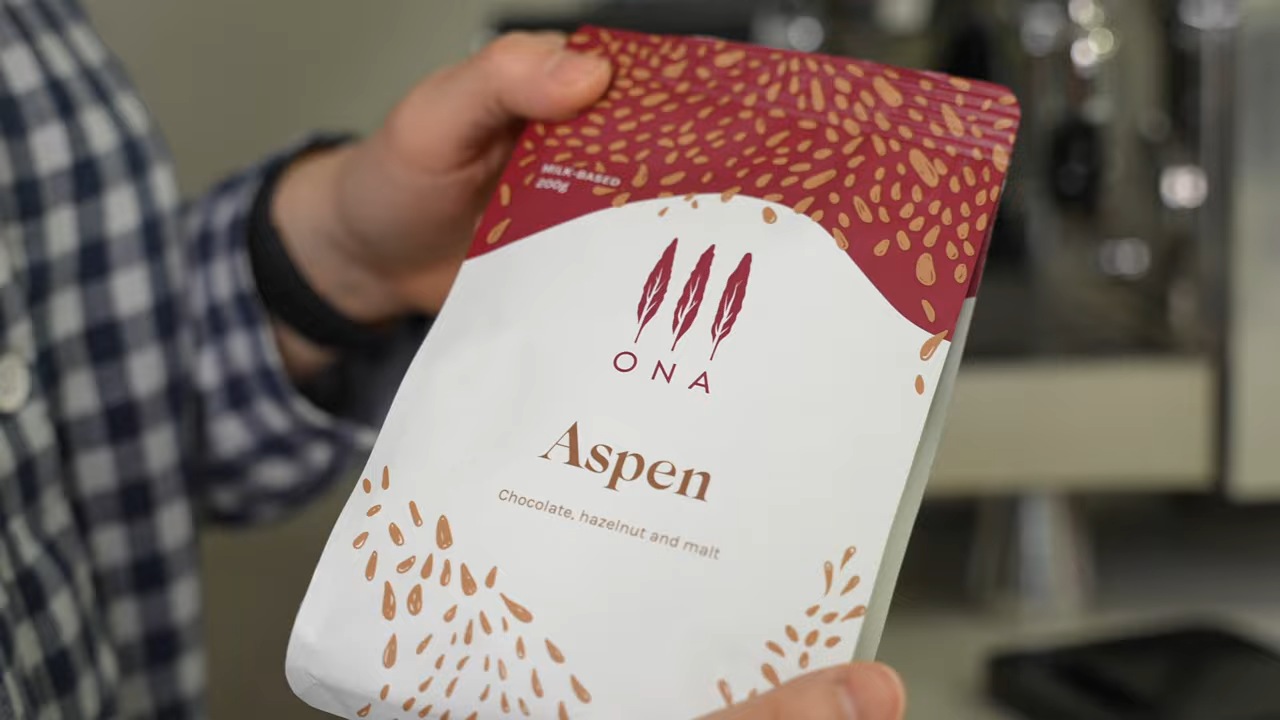 MILK-BASED
200g
ONA
Aspen
Chocolate, hazelnut and malt